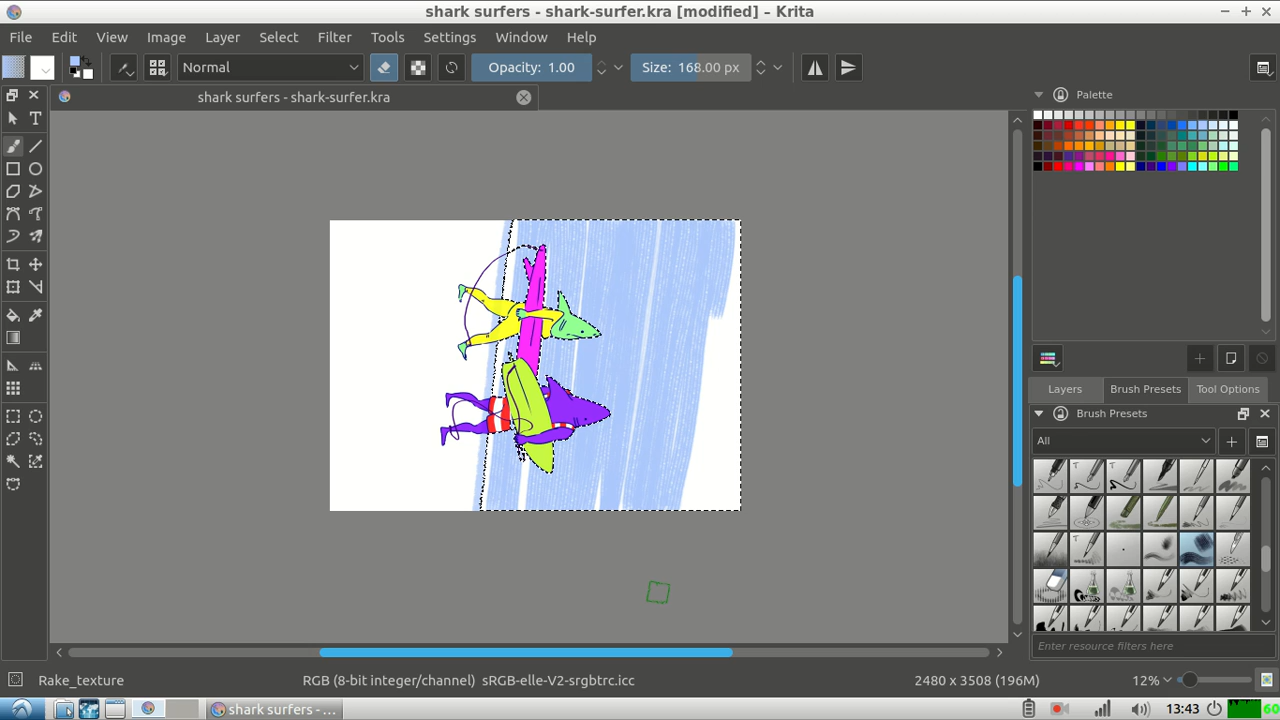 shark surfers - shark-surfer.kra [modified] – Krita
File Edit View Image Layer Select Filter Tools Settings Window Help
Normal Opacity: 1.00 Size: 168.00 px
shark surfers - shark-surfer.kra
Palette
Layers Brush Presets Tool Options
Brush Presets
All
Enter resource filters here
Rake_texture RGB (8-bit integer/channel) sRGB-elle-V2-srgbtrc.icc 2480 x 3508 (196M) 12%
shark surfers - ... 13:43 60